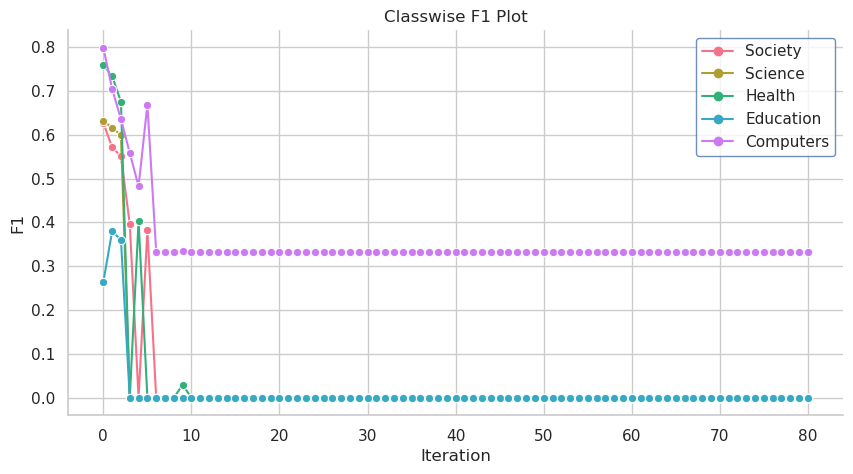 Classwise F1 Plot
Society
Science
Health
Education
Computers
F1
0.8
0.7
0.6
0.5
0.4
0.3
0.2
0.1
0.0
0 10 20 30 40 50 60 70 80
Iteration